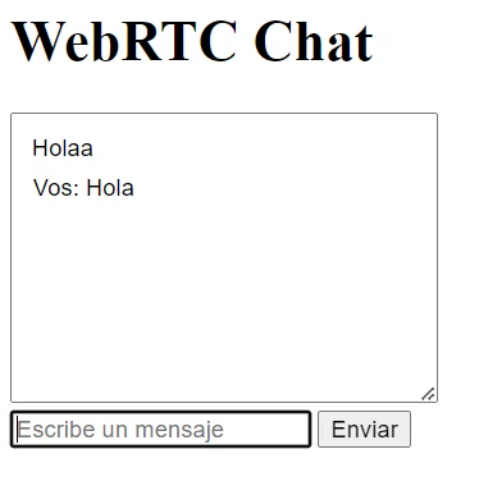 WebRTC Chat
Holaa
Vos: Hola
Escribe un mensaje Enviar